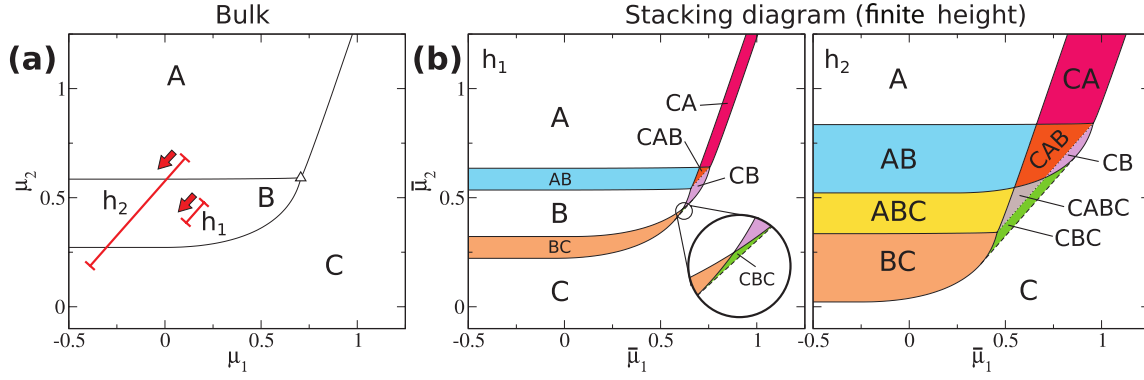 Bulk
Stacking diagram (finite height)
(a)
A
B
C
h₂
h₁
1
0.5
0
μ̄₂
-0.5
0
0.5
1
μ₁
(b)
h₁
A
CA
CAB
AB
CB
B
BC
CBC
C
1
0.5
0
μ̄₂
-0.5
0
0.5
1
μ̄₁
h₂
A
CA
AB
CAB
CB
ABC
CABC
CBC
BC
C
-0.5
0
0.5
1
μ̄₁